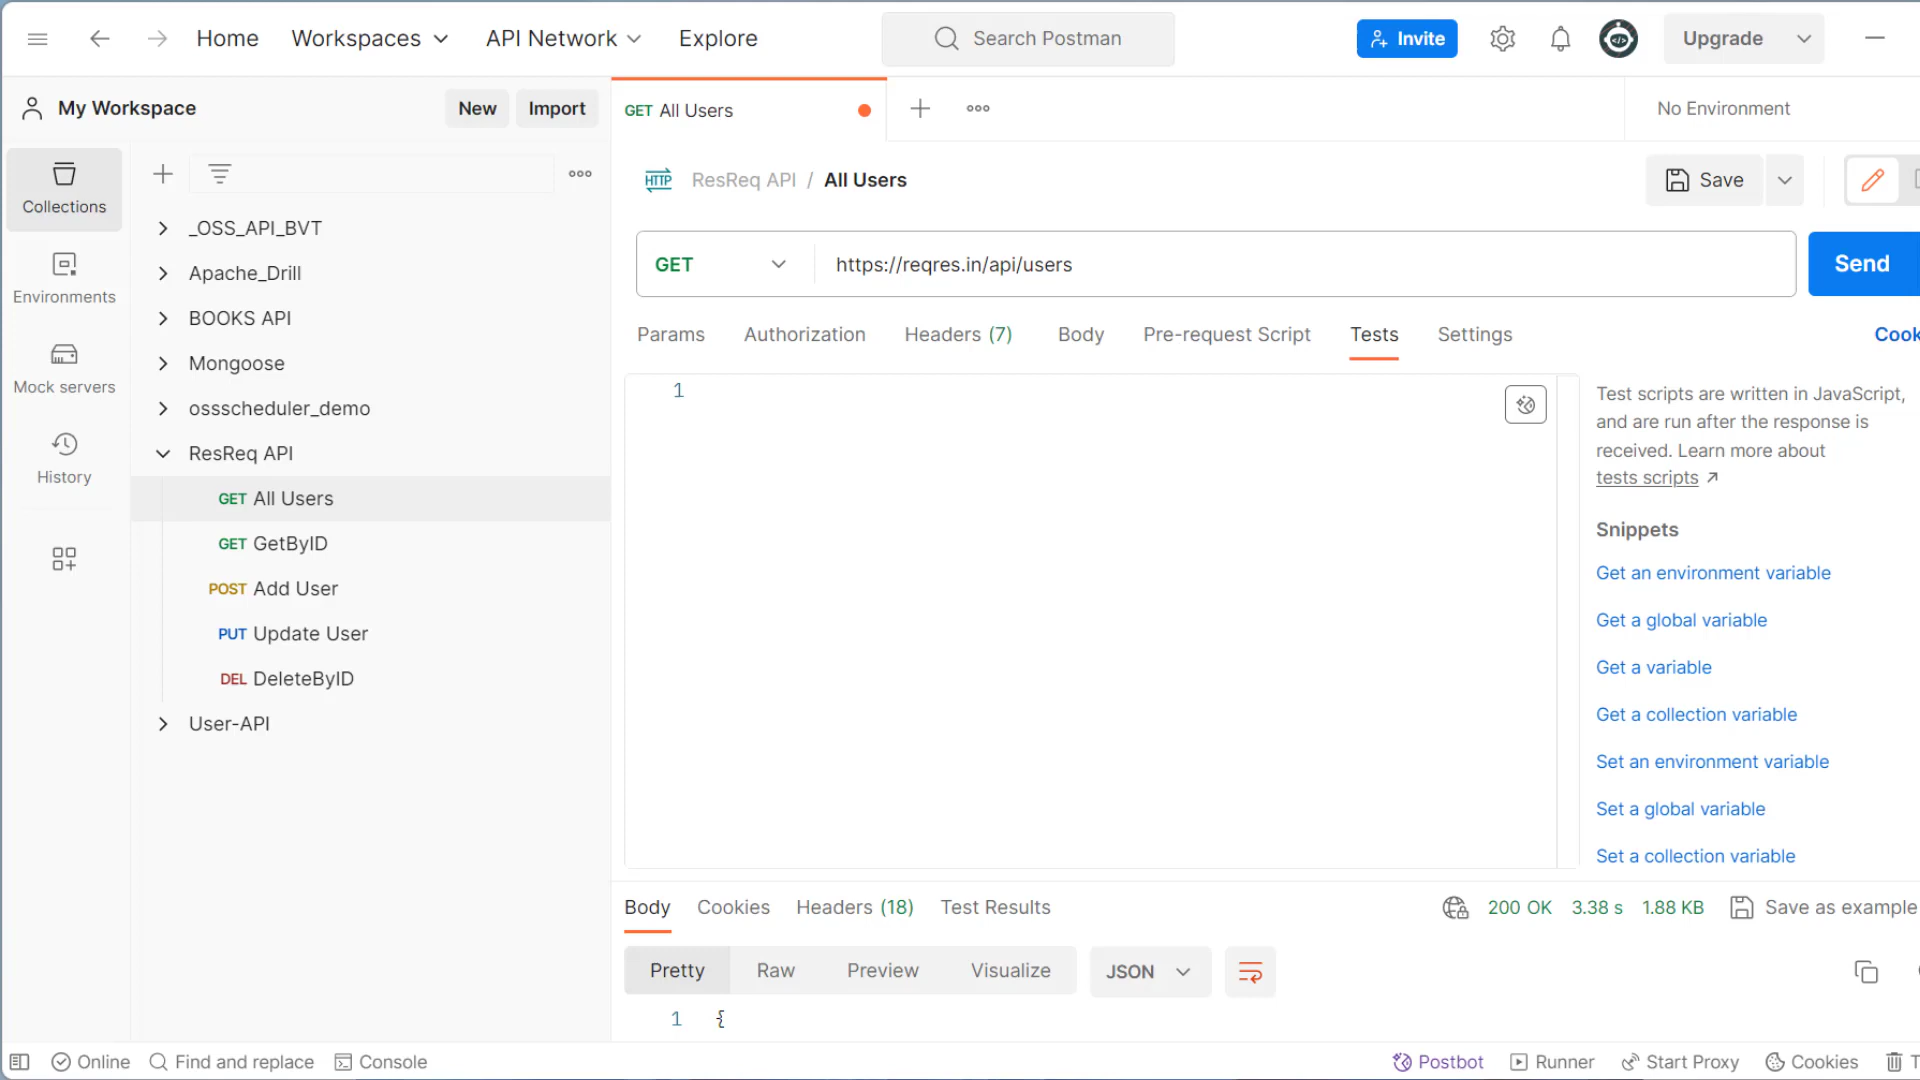 Home Workspaces API Network Explore Search Postman Invite Upgrade
My Workspace New Import GET All Users No Environment
Collections
Environments
Mock servers
History
_OSS_API_BVT
Apache_Drill
BOOKS API
Mongoose
ossscheduler_demo
ResReq API
GET All Users
GET GetByID
POST Add User
PUT Update User
DEL DeleteByID
User-API
HTTP ResReq API / All Users Save
GET https://reqres.in/api/users Send
Params Authorization Headers (7) Body Pre-request Script Tests Settings Cook
1
Test scripts are written in JavaScript,
and are run after the response is
received. Learn more about
tests scripts ↗
Snippets
Get an environment variable
Get a global variable
Get a variable
Get a collection variable
Set an environment variable
Set a global variable
Set a collection variable
Body Cookies Headers (18) Test Results 200 OK 3.38 s 1.88 KB Save as example
Pretty Raw Preview Visualize JSON
1 {
Online Find and replace Console Postbot Runner Start Proxy Cookies T